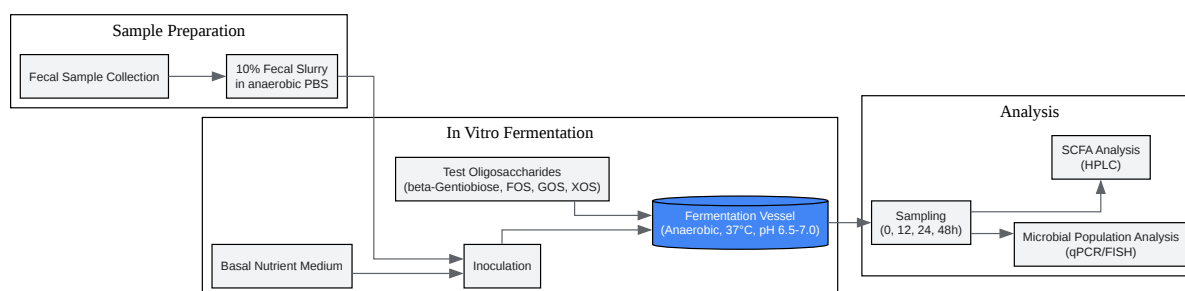 Sample Preparation
Fecal Sample Collection
10% Fecal Slurry
in anaerobic PBS
In Vitro Fermentation
Test Oligosaccharides
(beta-Gentiobiose, FOS, GOS, XOS)
Basal Nutrient Medium
Inoculation
Fermentation Vessel
(Anaerobic, 37°C, pH 6.5-7.0)
Analysis
Sampling
(0, 12, 24, 48h)
SCFA Analysis
(HPLC)
Microbial Population Analysis
(qPCR/FISH)